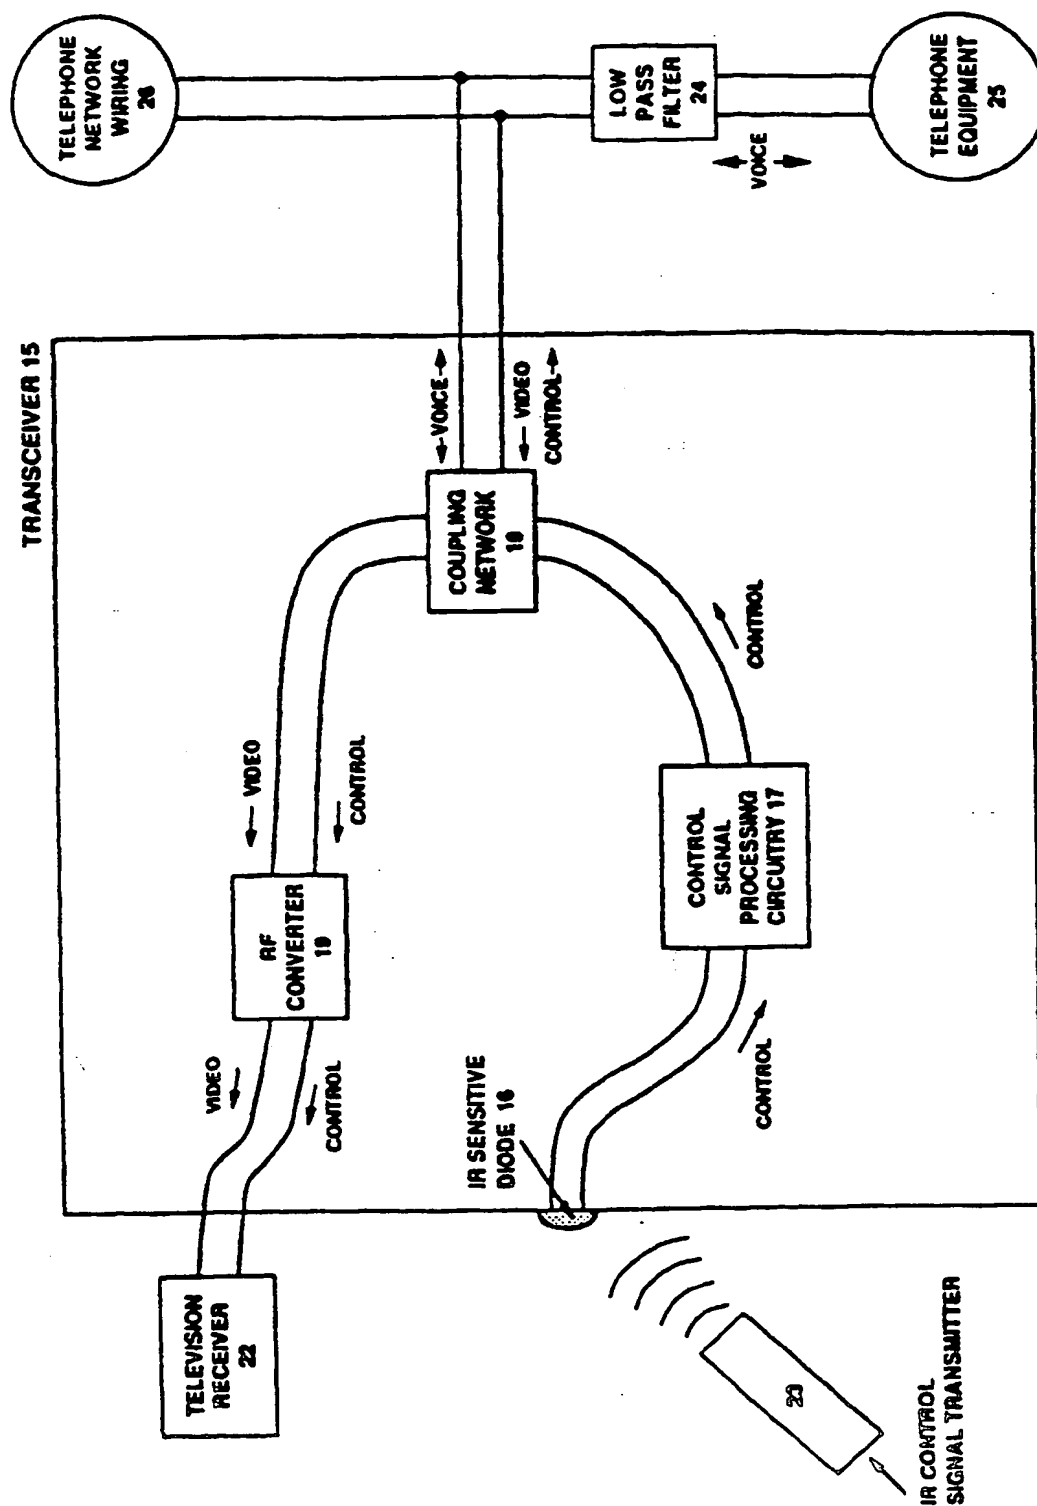 TRANSCEIVER 15
TELEPHONE
NETWORK
WIRING
26
TELEVISION
RECEIVER
22
VIDEO
CONTROL
RF
CONVERTER
19
VIDEO
CONTROL
COUPLING
NETWORK
18
VOICE
VIDEO
CONTROL
LOW
PASS
FILTER
24
VOICE
TELEPHONE
EQUIPMENT
25
IR SENSITIVE
DIODE 16
CONTROL
CONTROL
SIGNAL
PROCESSING
CIRCUITRY 17
CONTROL
23
IR CONTROL
SIGNAL TRANSMITTER